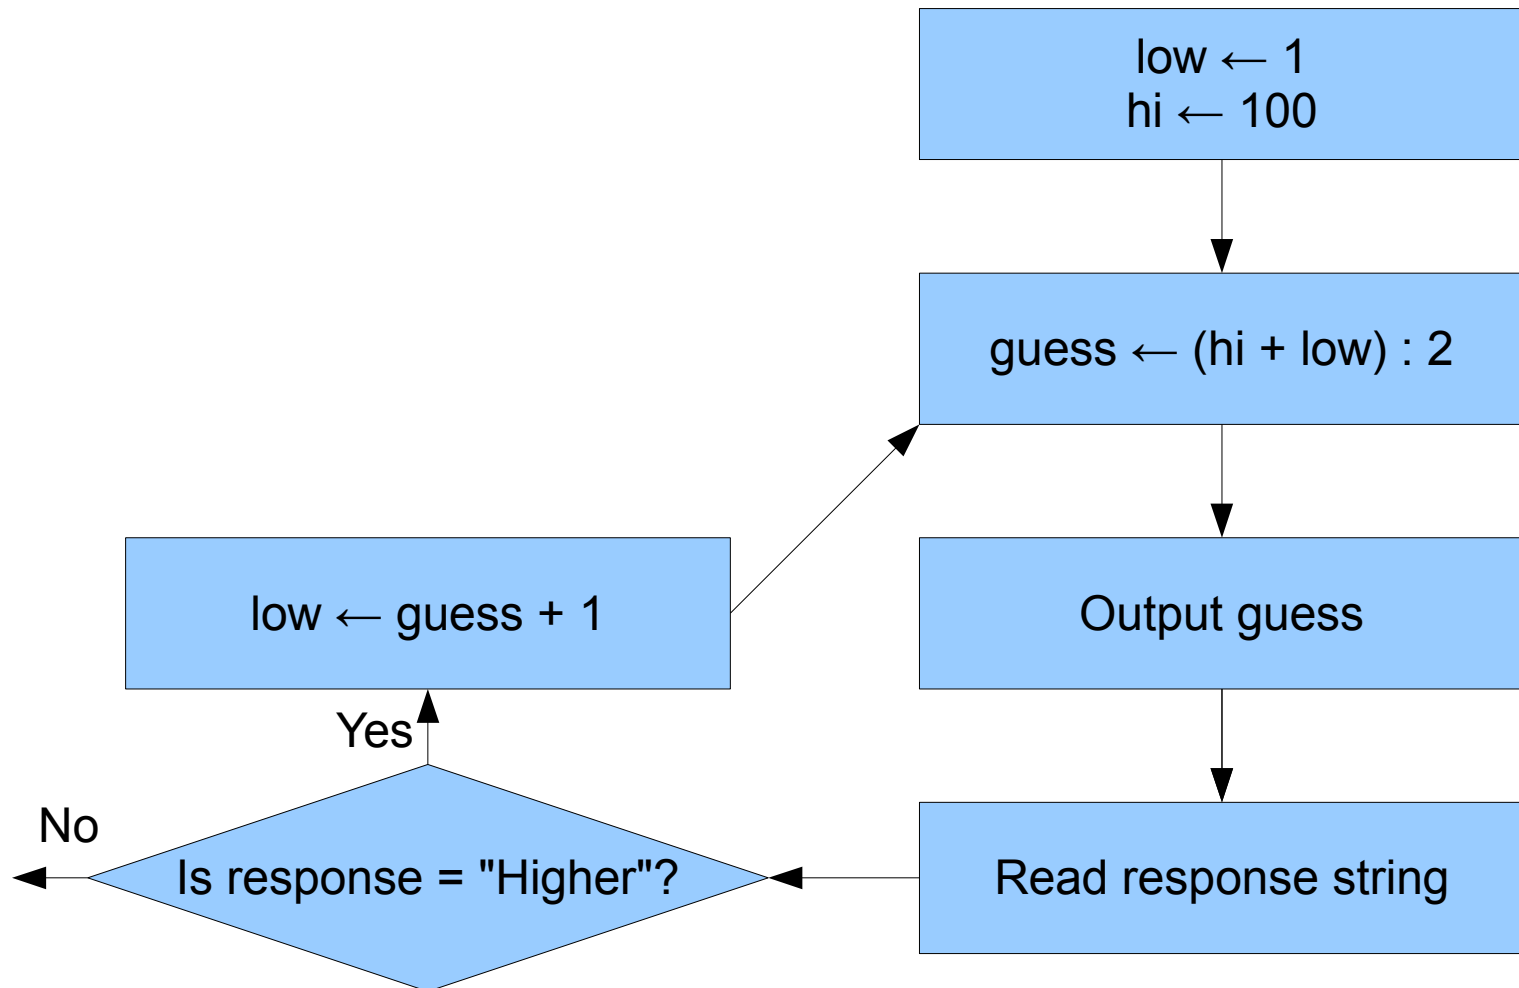 low ← 1
hi ← 100
guess ← (hi + low) : 2
Output guess
Read response string
Is response = "Higher"?
Yes
low ← guess + 1
No